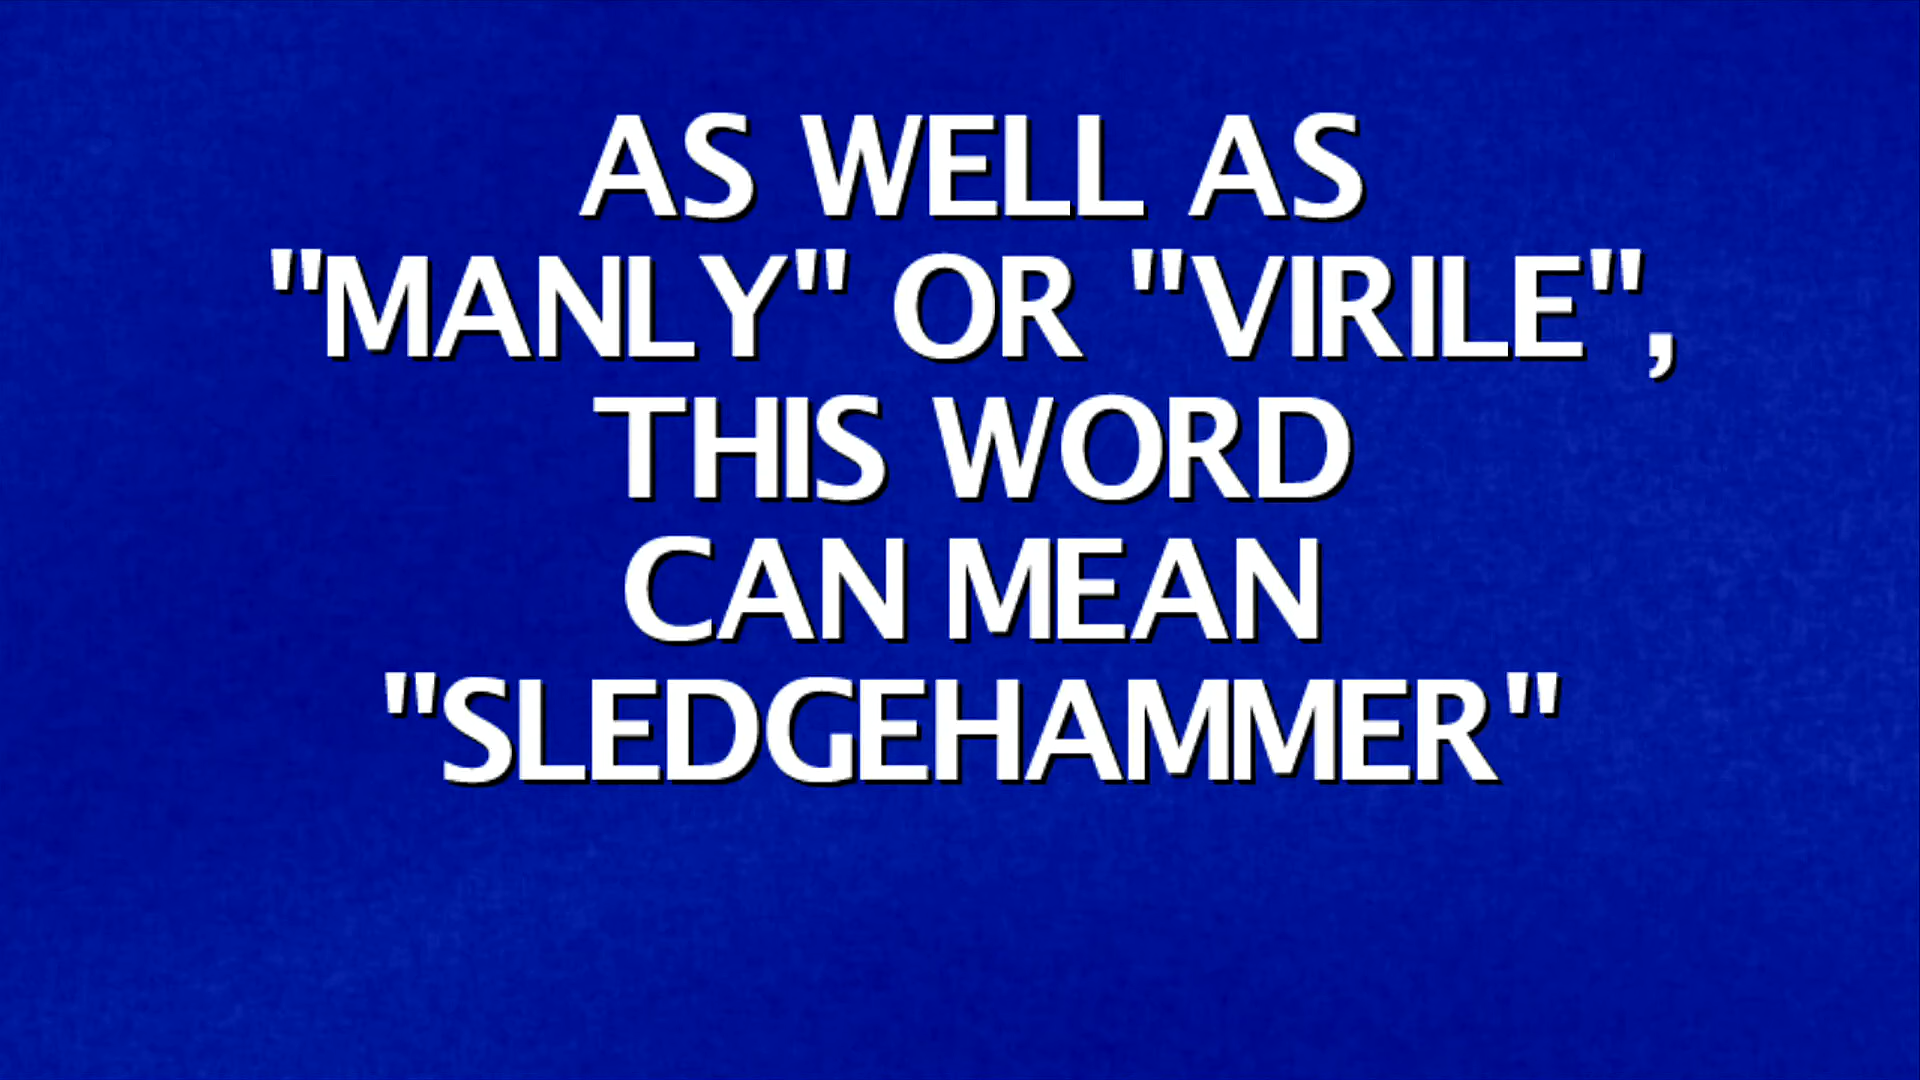 AS WELL AS
"MANLY" OR "VIRILE",
THIS WORD
CAN MEAN
"SLEDGEHAMMER"